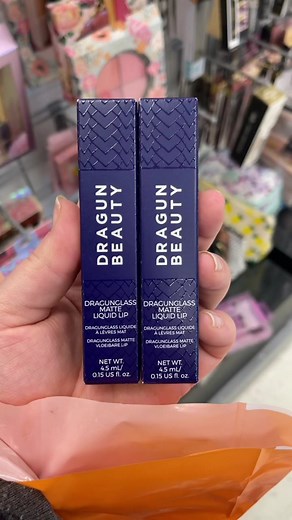 DRAGUN
BEAUTY
DRAGUNGLASS
MATTE
LIQUID LIP
DRAGUNGLASS LIQUIDE
À LÈVRES MAT
DRAGUNGLASS MATTE
VLOEIBARE LIP
NET WT.
4.5 mL/
0.15 US fl. oz.
DRAGUN
BEAUTY
DRAGUNGLASS
MATTE
LIQUID LIP
DRAGUNGLASS LIQUIDE
À LÈVRES MAT
DRAGUNGLASS MATTE
VLOEIBARE LIP
NET WT.
4.5 mL/
0.15 US fl. oz.